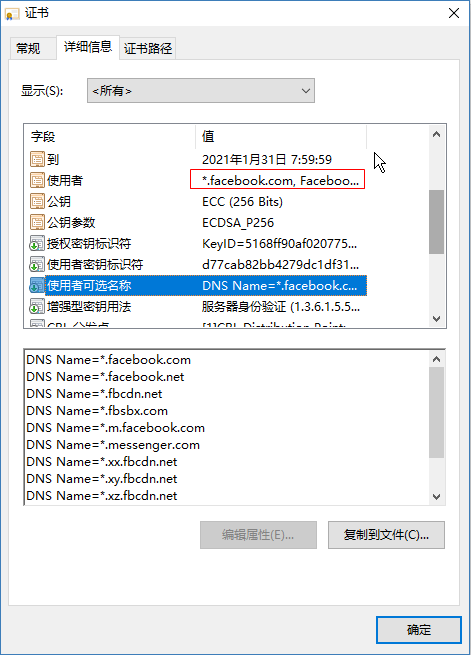 证书
常规 详细信息 证书路径
显示(S): <所有>
字段 值
到 2021年1月31日 7:59:59
使用者 *.facebook.com, Faceboo...
公钥 ECC (256 Bits)
公钥参数 ECDSA_P256
授权密钥标识符 KeyID=5168ff90af020775...
使用者密钥标识符 d77cab82bb4279dc1df31...
使用者可选名称 DNS Name=*.facebook.c...
增强型密钥用法 服务器身份验证 (1.3.6.1.5.5...
CRL 分发点 [1]CRL Distribution Point:
DNS Name=*.facebook.com
DNS Name=*.facebook.net
DNS Name=*.fbcdn.net
DNS Name=*.fbsbx.com
DNS Name=*.m.facebook.com
DNS Name=*.messenger.com
DNS Name=*.xx.fbcdn.net
DNS Name=*.xy.fbcdn.net
DNS Name=*.xz.fbcdn.net
编辑属性(E)... 复制到文件(C)...
确定